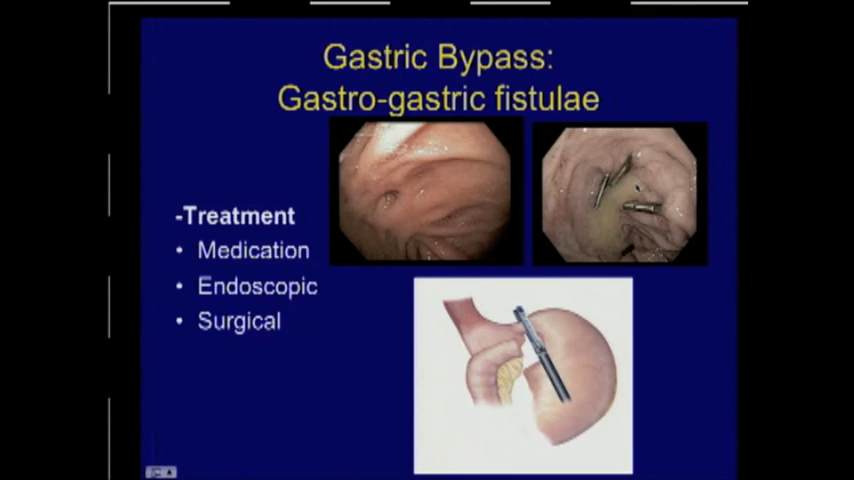 Gastric Bypass:
Gastro-gastric fistulae
-Treatment
• Medication
• Endoscopic
• Surgical